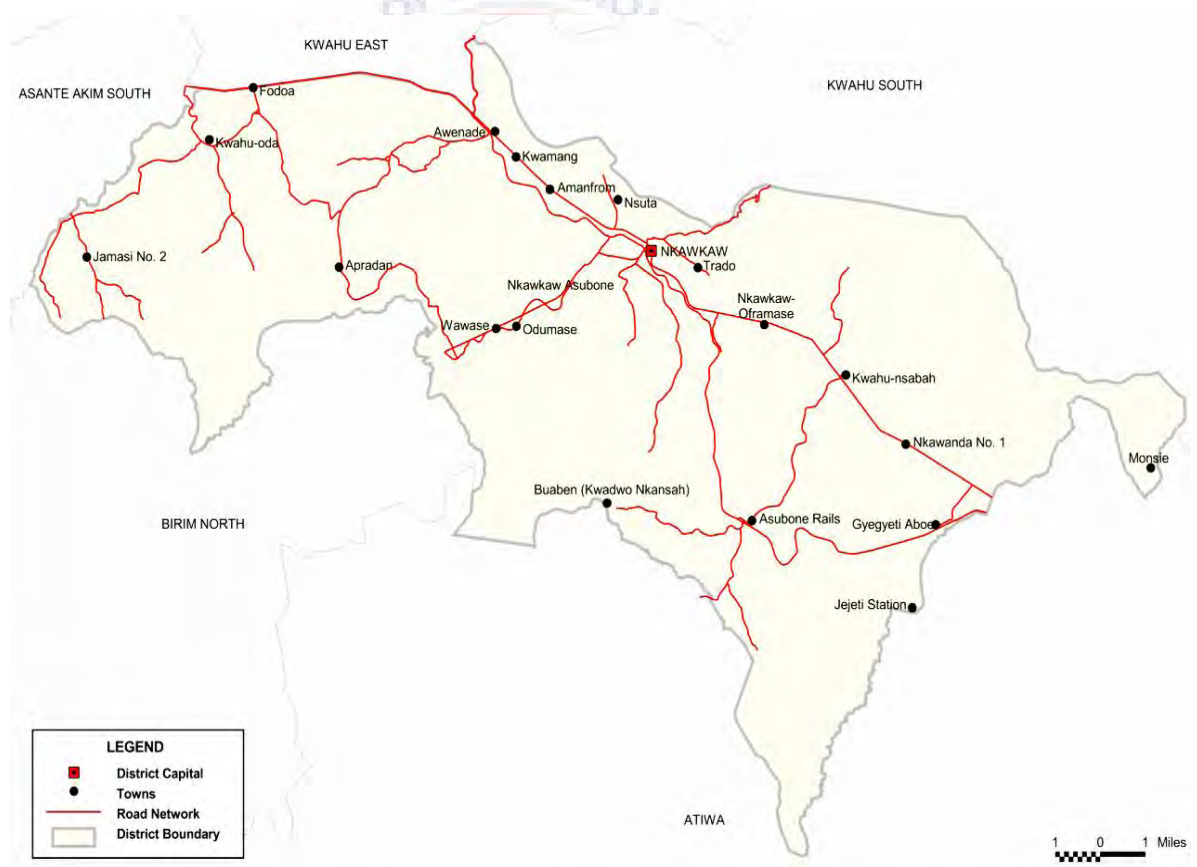 KWAHU EAST
ASANTE AKIM SOUTH
KWAHU SOUTH
Fodoa
Awenade
Kwahu-oda
Kwamang
Amanfrom
Nsuta
NKAWKAW
Jamasi No. 2
Apradan
Trado
Nkawkaw Asubone
Nkawkaw-
Oframase
Wawase
Odumase
Kwahu-nsabah
Nkawanda No. 1
Monsie
Buaben (Kwadwo Nkansah)
BIRIM NORTH
Asubone Rails
Gyegyeti Aboe
Jejeti Station
ATIWA
LEGEND
District Capital
Towns
Road Network
District Boundary
1 0 1 Miles